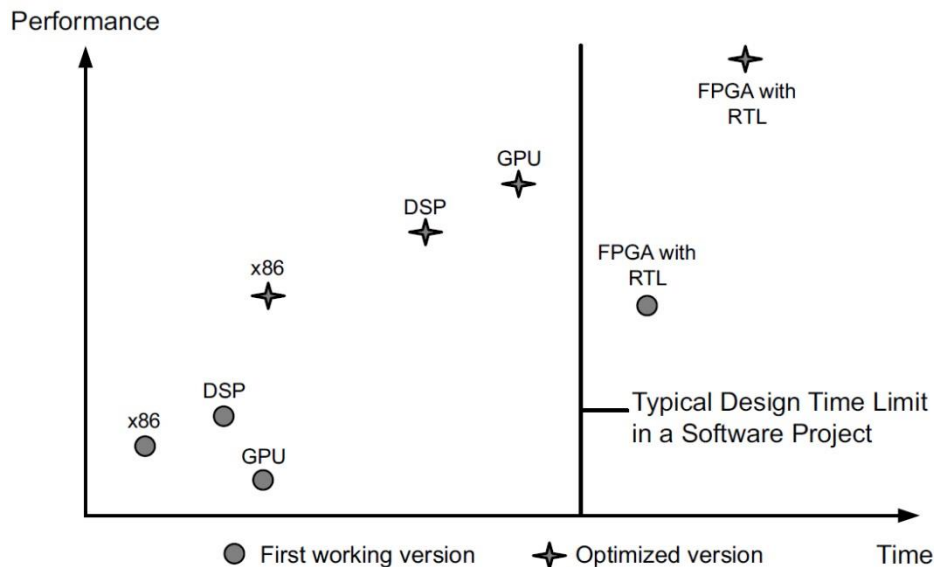 Performance
FPGA with
RTL
GPU
DSP
FPGA with
RTL
x86
DSP
x86
GPU
Typical Design Time Limit
in a Software Project
First working version
Optimized version
Time